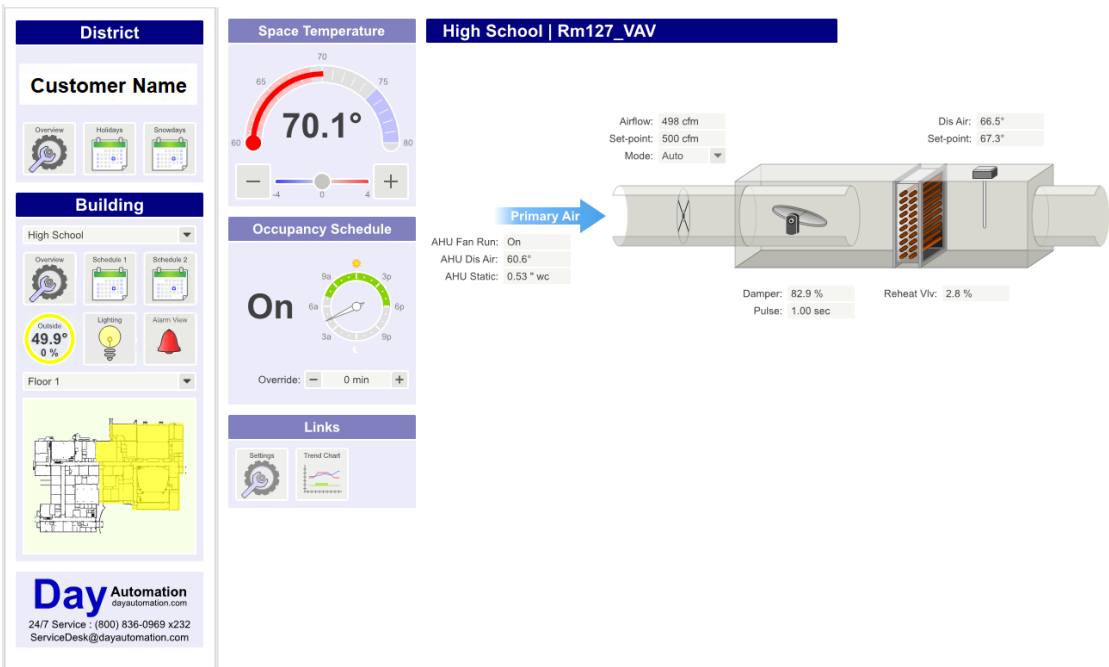 District
Customer Name
Overview
Holidays
Snowdays
Building
High School
Overview
Schedule 1
Schedule 2
Outside
49.9°
0 %
Lighting
Alarm View
Floor 1
Day Automation
dayautomation.com
24/7 Service : (800) 836-0969 x232
ServiceDesk@dayautomation.com
Space Temperature
70
65 75
70.1°
60 80
− +
-4 0 4
Occupancy Schedule
On
9a 3p
6a 6p
3a 9p
Override: − 0 min +
Links
Settings
Trend Chart
High School | Rm127_VAV
Airflow: 498 cfm
Set-point: 500 cfm
Mode: Auto
Dis Air: 66.5°
Set-point: 67.3°
Primary Air
AHU Fan Run: On
AHU Dis Air: 60.6°
AHU Static: 0.53 " wc
Damper: 82.9 %
Pulse: 1.00 sec
Reheat Vlv: 2.8 %